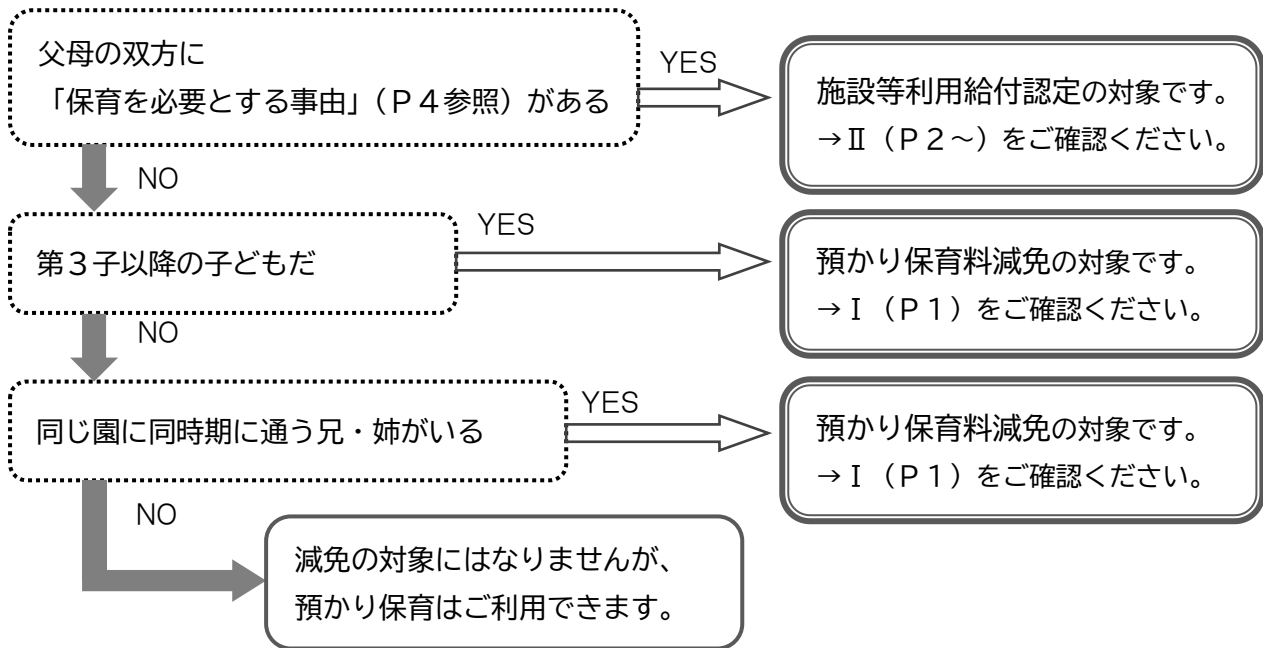 父母の双方に
「保育を必要とする事由」（Ｐ４参照）がある
YES
施設等利用給付認定の対象です。
→Ⅱ（Ｐ２～）をご確認ください。
NO
第３子以降の子どもだ
YES
預かり保育料減免の対象です。
→Ⅰ（Ｐ１）をご確認ください。
NO
同じ園に同時期に通う兄・姉がいる
YES
預かり保育料減免の対象です。
→Ⅰ（Ｐ１）をご確認ください。
NO
減免の対象にはなりませんが、
預かり保育はご利用できます。